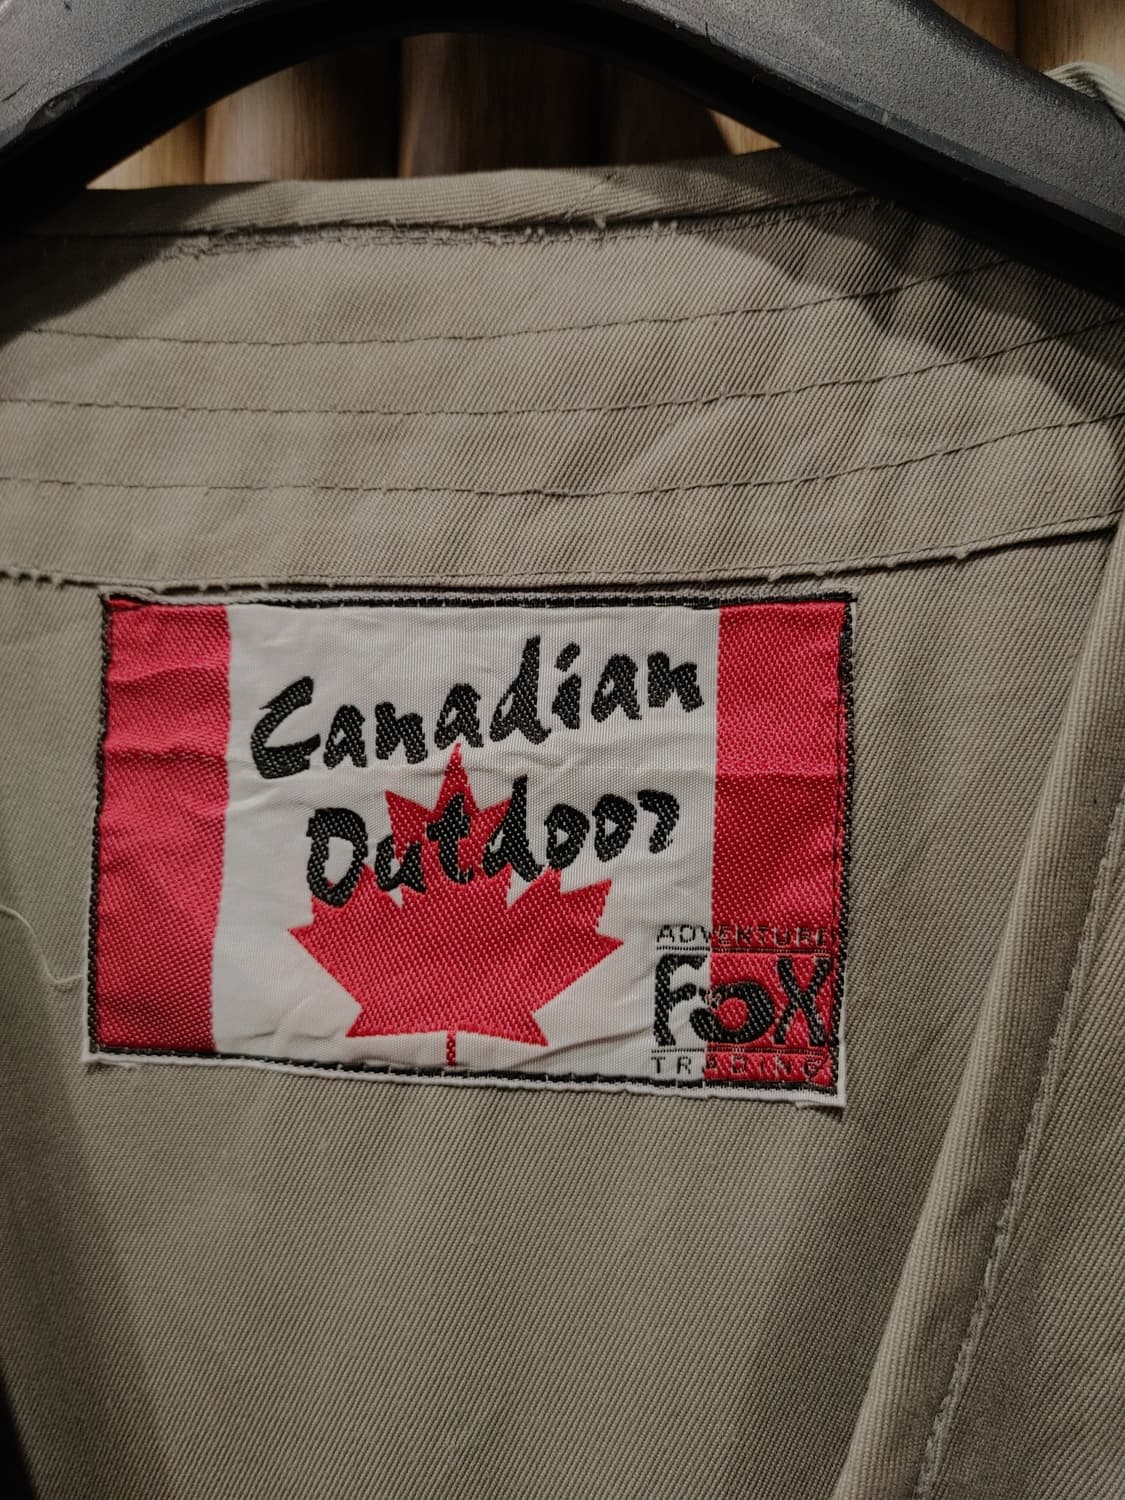 Canadian
Outdoor
ADVENTURE
FOX
TRADING